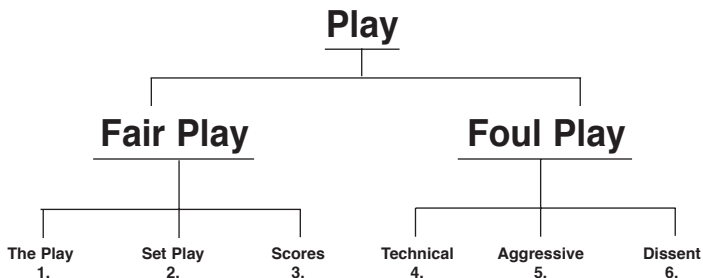 Play
Fair Play Foul Play
The Play Set Play Scores Technical Aggressive Dissent
1. 2. 3. 4. 5. 6.